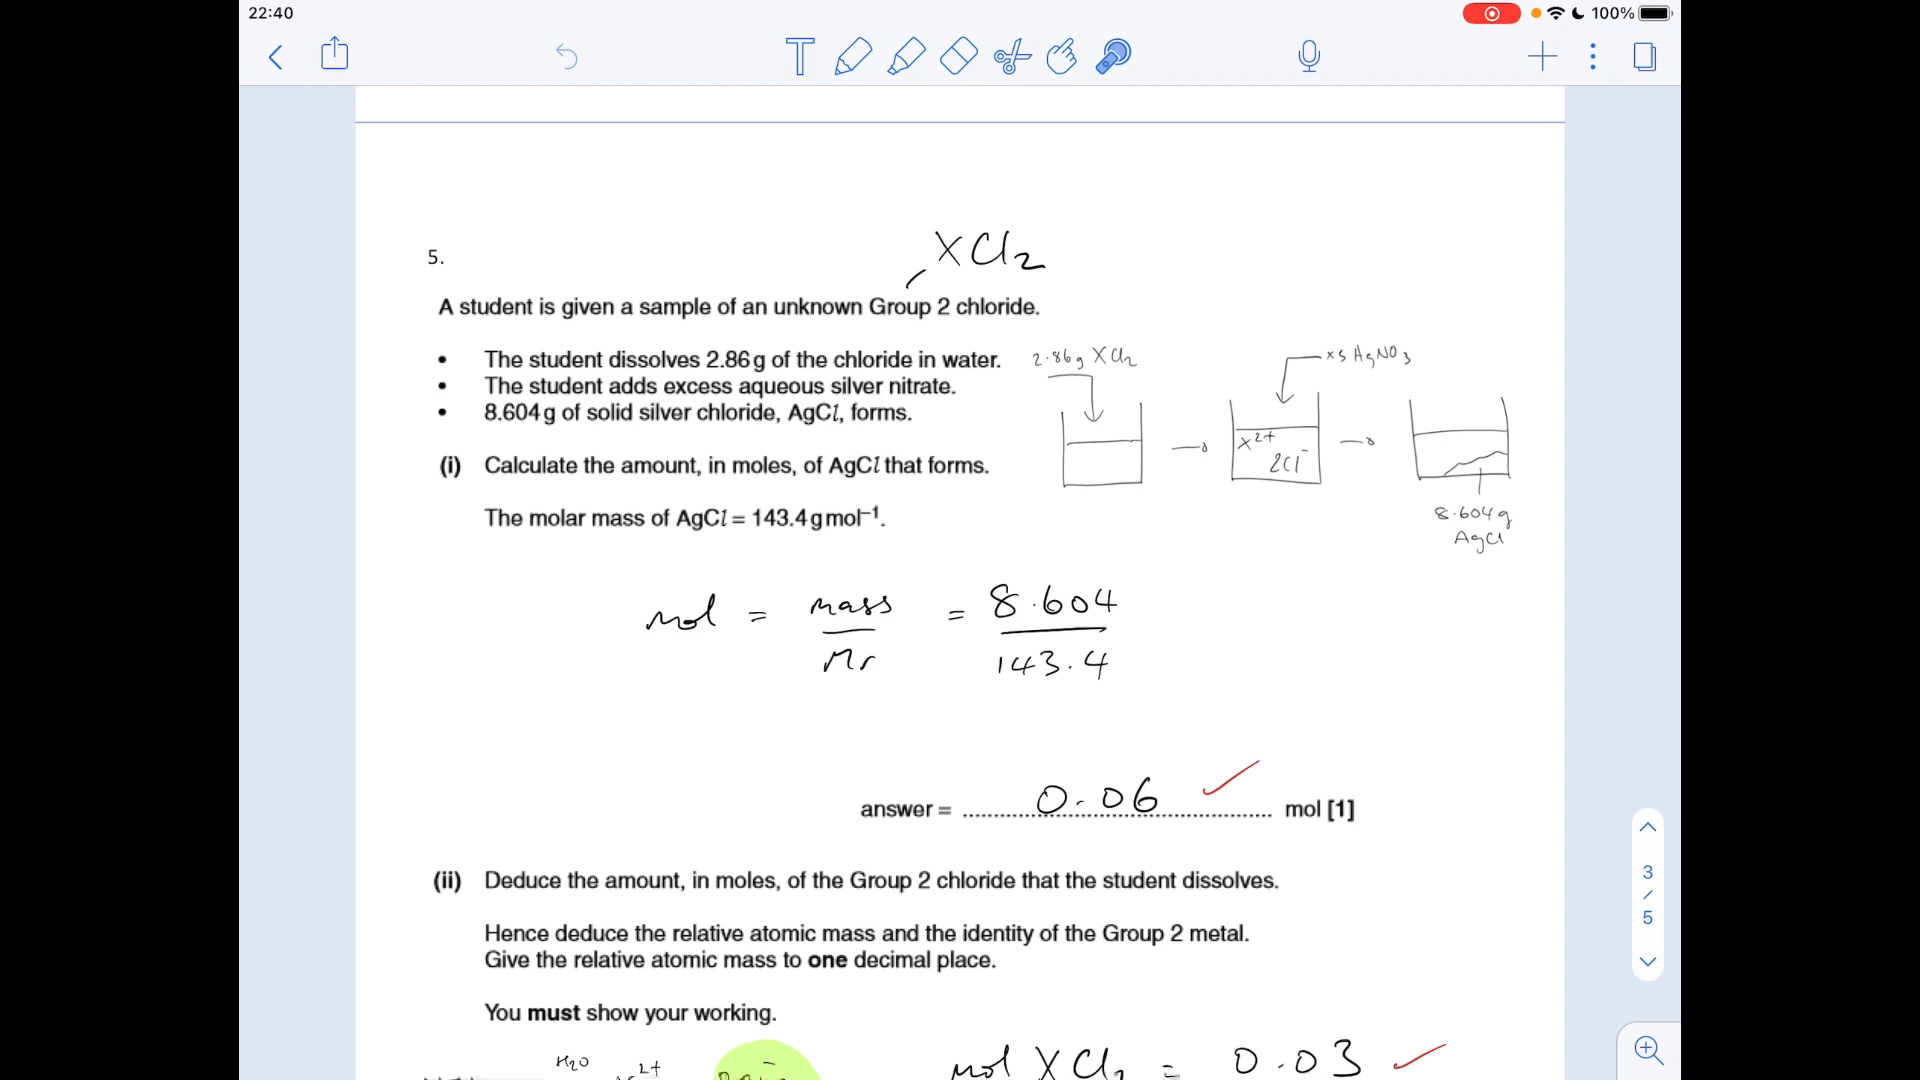 22:40
100%
T
XCl2
5.
A student is given a sample of an unknown Group 2 chloride.
• The student dissolves 2.86 g of the chloride in water.
• The student adds excess aqueous silver nitrate.
• 8.604 g of solid silver chloride, AgCl, forms.
2.86g XCl2
xs AgNO3
X2+
2Cl-
8.604g
AgCl
(i) Calculate the amount, in moles, of AgCl that forms.
The molar mass of AgCl = 143.4 g mol−1.
mol = mass = 8.604
Mr 143.4
answer = 0.06 mol [1]
(ii) Deduce the amount, in moles, of the Group 2 chloride that the student dissolves.
Hence deduce the relative atomic mass and the identity of the Group 2 metal.
Give the relative atomic mass to one decimal place.
You must show your working.
H2O
2+
mol XCl2 = 0.03
3
/
5